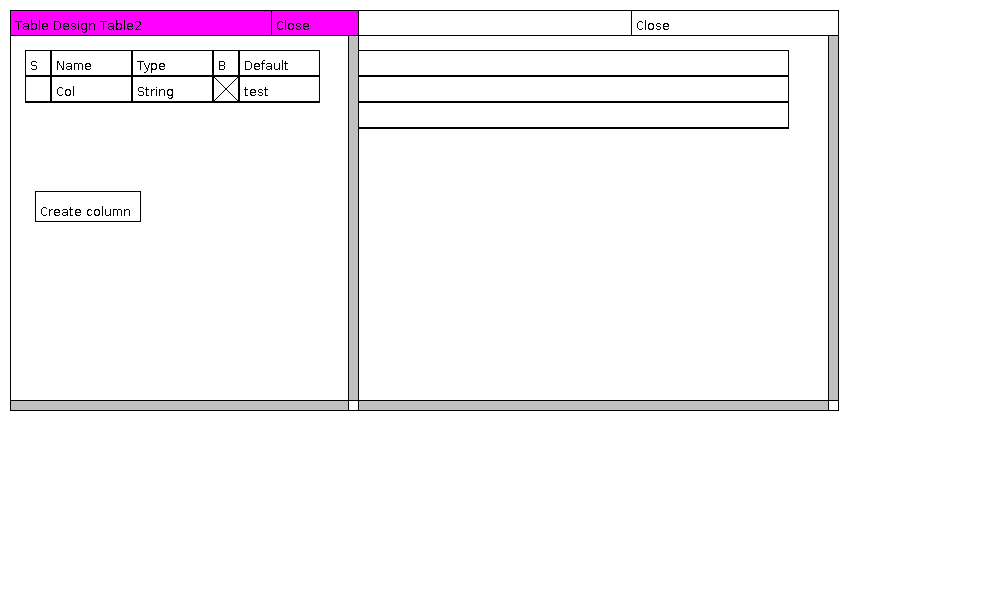 Table Design Table2 Close Close
S Name Type B Default
Col String test
Create column